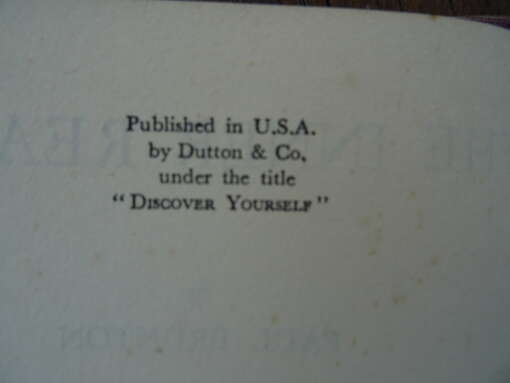 Published in U.S.A.
by Dutton & Co.
under the title
“DISCOVER YOURSELF”